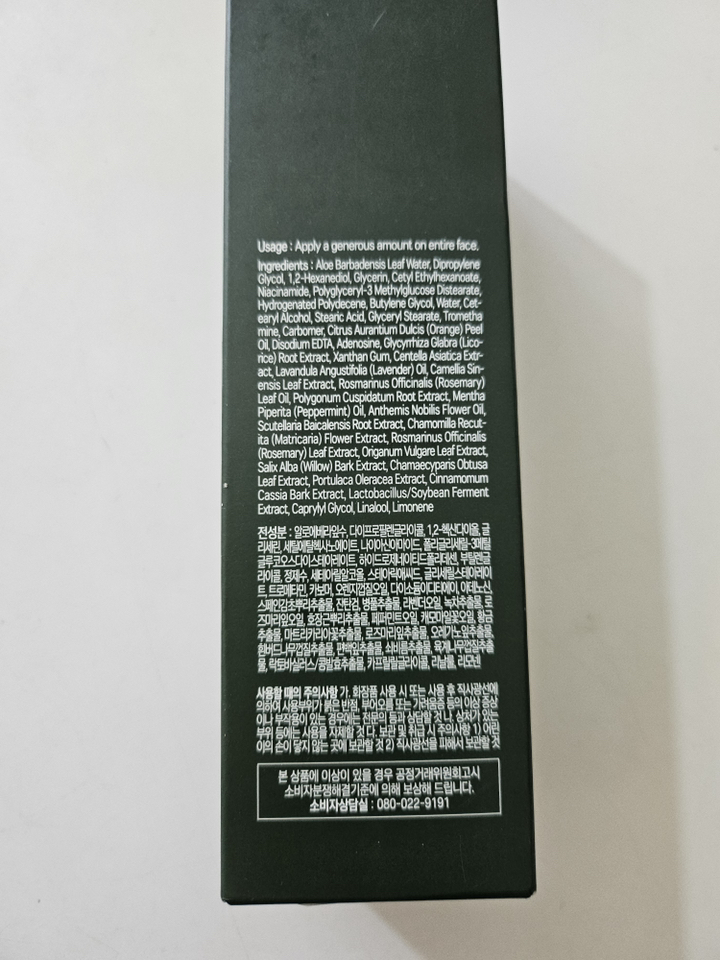 Usage : Apply a generous amount on entire face.
Ingredients : Aloe Barbadensis Leaf Water, Dipropylene
Glycol, 1,2-Hexanediol, Glycerin, Cetyl Ethylhexanoate,
Niacinamide, Polyglyceryl-3 Methylglucose Distearate,
Hydrogenated Polydecene, Butylene Glycol, Water, Cet-
earyl Alcohol, Stearic Acid, Glyceryl Stearate, Trometha
mine, Carbomer, Citrus Aurantium Dulcis (Orange) Peel
Oil, Disodium EDTA, Adenosine, Glycyrrhiza Glabra (Lico-
rice) Root Extract, Xanthan Gum, Centella Asiatica Extr-
act, Lavandula Angustifolia (Lavender) Oil, Camellia Sin-
ensis Leaf Extract, Rosmarinus Officinalis (Rosemary)
Leaf Oil, Polygonum Cuspidatum Root Extract, Mentha
Piperita (Peppermint) Oil, Anthemis Nobilis Flower Oil,
Scutellaria Baicalensis Root Extract, Chamomilla Recut-
ita (Matricaria) Flower Extract, Rosmarinus Officinalis
(Rosemary) Leaf Extract, Origanum Vulgare Leaf Extract,
Salix Alba (Willow) Bark Extract, Chamaecyparis Obtusa
Leaf Extract, Portulaca Oleracea Extract, Cinnamomum
Cassia Bark Extract, Lactobacillus/Soybean Ferment
Extract, Caprylyl Glycol, Linalool, Limonene
전성분 : 알로에베라잎수, 다이프로필렌글라이콜, 1,2-헥산다이올, 글
리세린, 세틸에틸헥사노에이트, 나이아신아마이드, 폴리글리세릴-3메틸
글루코오스다이스테아레이트, 하이드로제네이티드폴리데센, 부틸렌글
라이콜, 정제수, 세테아릴알코올, 스테아릭애씨드, 글리세릴스테아레이
트, 트로메타민, 카보머, 오렌지껍질오일, 다이소듐이디티에이, 아데노신,
스페인감초뿌리추출물, 잔탄검, 병풀추출물, 라벤더오일, 녹차추출물, 로
즈마리잎오일, 호장근뿌리추출물, 페퍼민트오일, 캐모마일꽃오일, 황금
추출물, 마트리카리아꽃추출물, 로즈마리잎추출물, 오레가노잎추출물,
흰버드나무껍질추출물, 편백잎추출물, 쇠비름추출물, 육계나무껍질추출
물, 락토바실러스/콩발효추출물, 카프릴릴글라이콜, 리날룰, 리모넨
사용할 때의 주의사항 가. 화장품 사용 시 또는 사용 후 직사광선에
의하여 사용부위가 붉은 반점, 부어오름 또는 가려움증 등의 이상 증상
이나 부작용이 있는 경우에는 전문의 등과 상담할 것 나. 상처가 있는
부위 등에는 사용을 자제할 것 다. 보관 및 취급 시 주의사항 1) 어린
이의 손이 닿지 않는 곳에 보관할 것 2) 직사광선을 피해서 보관할 것
본 상품에 이상이 있을 경우 공정거래위원회고시
소비자분쟁해결기준에 의해 보상해 드립니다.
소비자상담실 : 080-022-9191